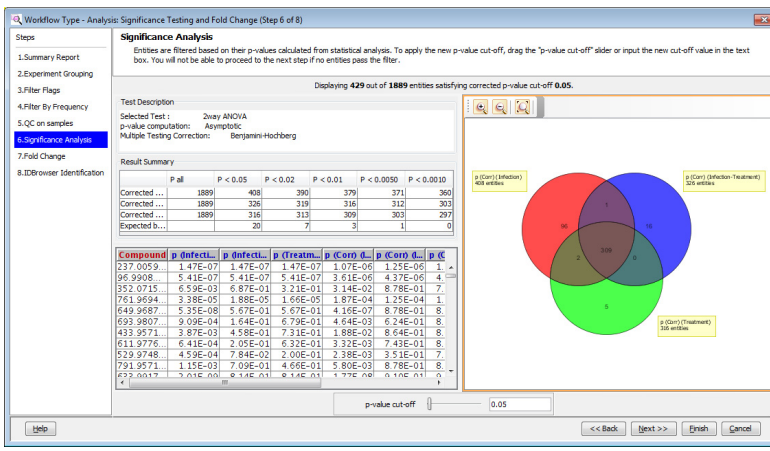 Workflow Type - Analysis: Significance Testing and Fold Change (Step 6 of 8)
Steps
1.Summary Report
2.Experiment Grouping
3.Filter Flags
4.Filter By Frequency
5.QC on samples
6.Significance Analysis
7.Fold Change
8.IDBrowser Identification
Significance Analysis
Entities are filtered based on their p-values calculated from statistical analysis. To apply the new p-value cut-off, drag the "p-value cut-off" slider or input the new cut-off value in the text
box. You will not be able to proceed to the next step if no entities pass the filter.
Displaying 429 out of 1889 entities satisfying corrected p-value cut-off 0.05.
Test Description
Selected Test : 2way ANOVA
p-value computation: Asymptotic
Multiple Testing Correction: Benjamini-Hochberg
Result Summary
P all P < 0.05 P < 0.02 P < 0.01 P < 0.0050 P < 0.0010
Corrected ... 1889 408 390 379 371 360
Corrected ... 1889 326 319 316 312 303
Corrected ... 1889 316 313 309 303 297
Expected b... 20 7 3 1 0
Compound p (Infecti... p (Infecti... p (Treatm... p (Corr) (I... p (Corr) (I... p (C
237.0059... 1.47E-07 1.47E-07 1.47E-07 1.07E-06 1.25E-06 1.
96.9908... 5.41E-07 5.41E-07 5.41E-07 3.61E-06 4.37E-06 4.
352.0715... 6.59E-03 6.87E-01 3.21E-01 3.14E-02 8.78E-01 7.
761.9694... 3.38E-05 1.88E-05 1.66E-05 1.87E-04 1.25E-04 1.
649.9687... 5.35E-08 5.67E-01 5.67E-01 4.16E-07 8.78E-01 8.
693.9807... 9.09E-04 1.64E-01 6.79E-01 4.64E-03 6.24E-01 8.
433.9571... 3.87E-03 4.58E-01 7.31E-01 1.88E-02 8.64E-01 8.
611.9776... 6.41E-04 2.05E-01 6.32E-01 3.32E-03 7.43E-01 8.
529.9748... 4.59E-04 7.84E-02 2.00E-01 2.38E-03 3.51E-01 7.
791.9571... 1.15E-03 7.09E-01 4.66E-01 5.80E-03 8.78E-01 8.
p (Corr) (Infection)
408 entities
p (Corr) (Infection-Treatment)
326 entities
1
96
16
2
309
0
5
p (Corr) (Treatment)
316 entities
p-value cut-off 0.05
Help << Back Next >> Finish Cancel